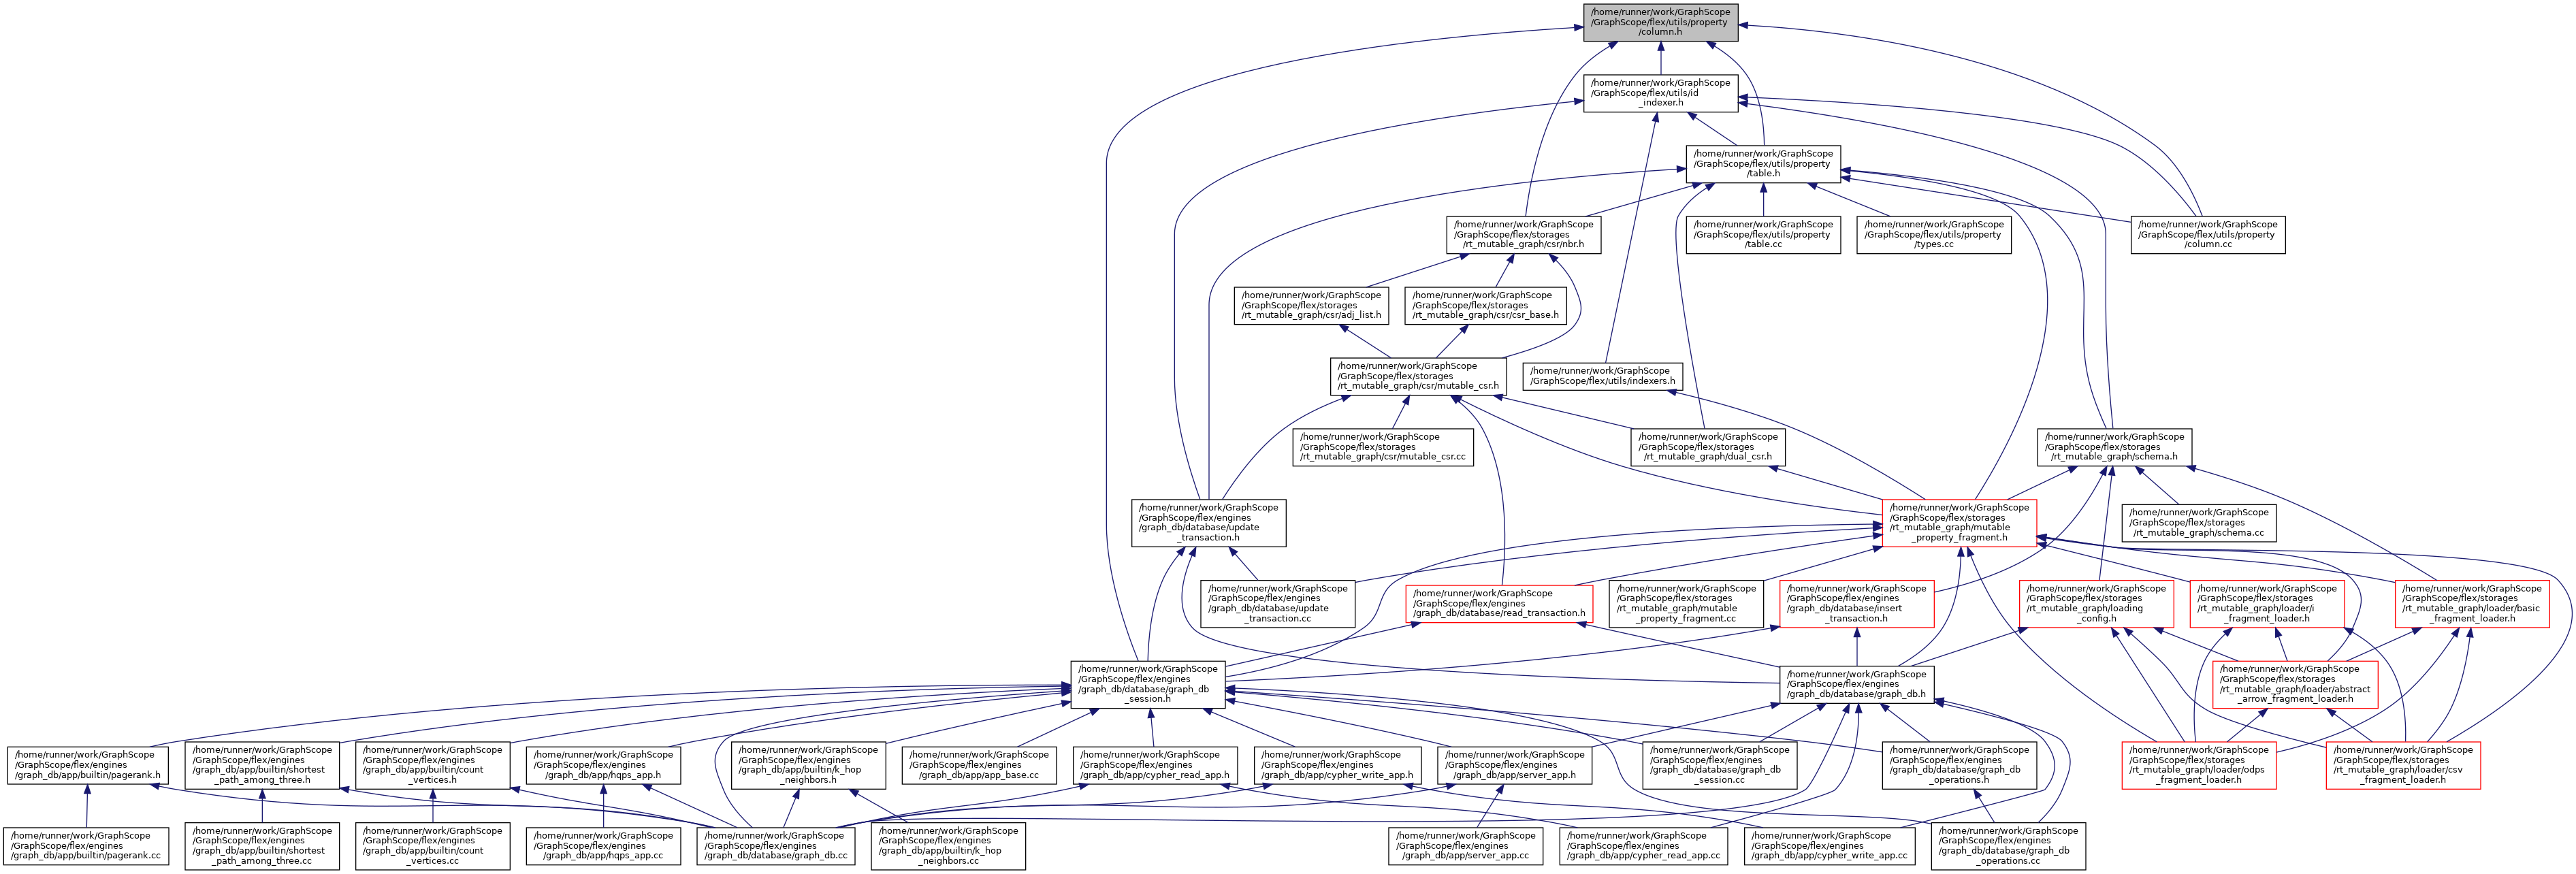 /home/runner/work/GraphScope
/GraphScope/flex/utils/property
/column.h
/home/runner/work/GraphScope
/GraphScope/flex/utils/id
_indexer.h
/home/runner/work/GraphScope
/GraphScope/flex/utils/property
/table.h
/home/runner/work/GraphScope
/GraphScope/flex/storages
/rt_mutable_graph/csr/nbr.h
/home/runner/work/GraphScope
/GraphScope/flex/utils/property
/table.cc
/home/runner/work/GraphScope
/GraphScope/flex/utils/property
/types.cc
/home/runner/work/GraphScope
/GraphScope/flex/utils/property
/column.cc
/home/runner/work/GraphScope
/GraphScope/flex/storages
/rt_mutable_graph/csr/adj_list.h
/home/runner/work/GraphScope
/GraphScope/flex/storages
/rt_mutable_graph/csr/csr_base.h
/home/runner/work/GraphScope
/GraphScope/flex/storages
/rt_mutable_graph/csr/mutable_csr.h
/home/runner/work/GraphScope
/GraphScope/flex/utils/indexers.h
/home/runner/work/GraphScope
/GraphScope/flex/storages
/rt_mutable_graph/csr/mutable_csr.cc
/home/runner/work/GraphScope
/GraphScope/flex/storages
/rt_mutable_graph/dual_csr.h
/home/runner/work/GraphScope
/GraphScope/flex/storages
/rt_mutable_graph/schema.h
/home/runner/work/GraphScope
/GraphScope/flex/engines
/graph_db/database/update
_transaction.h
/home/runner/work/GraphScope
/GraphScope/flex/storages
/rt_mutable_graph/mutable
_property_fragment.h
/home/runner/work/GraphScope
/GraphScope/flex/storages
/rt_mutable_graph/schema.cc
/home/runner/work/GraphScope
/GraphScope/flex/engines
/graph_db/database/update
_transaction.cc
/home/runner/work/GraphScope
/GraphScope/flex/engines
/graph_db/database/read_transaction.h
/home/runner/work/GraphScope
/GraphScope/flex/storages
/rt_mutable_graph/mutable
_property_fragment.cc
/home/runner/work/GraphScope
/GraphScope/flex/engines
/graph_db/database/insert
_transaction.h
/home/runner/work/GraphScope
/GraphScope/flex/storages
/rt_mutable_graph/loading
_config.h
/home/runner/work/GraphScope
/GraphScope/flex/storages
/rt_mutable_graph/loader/i
_fragment_loader.h
/home/runner/work/GraphScope
/GraphScope/flex/storages
/rt_mutable_graph/loader/basic
_fragment_loader.h
/home/runner/work/GraphScope
/GraphScope/flex/engines
/graph_db/database/graph_db
_session.h
/home/runner/work/GraphScope
/GraphScope/flex/engines
/graph_db/database/graph_db.h
/home/runner/work/GraphScope
/GraphScope/flex/storages
/rt_mutable_graph/loader/abstract
_arrow_fragment_loader.h
/home/runner/work/GraphScope
/GraphScope/flex/engines
/graph_db/app/builtin/pagerank.h
/home/runner/work/GraphScope
/GraphScope/flex/engines
/graph_db/app/builtin/shortest
_path_among_three.h
/home/runner/work/GraphScope
/GraphScope/flex/engines
/graph_db/app/builtin/count
_vertices.h
/home/runner/work/GraphScope
/GraphScope/flex/engines
/graph_db/app/hqps_app.h
/home/runner/work/GraphScope
/GraphScope/flex/engines
/graph_db/app/builtin/k_hop
_neighbors.h
/home/runner/work/GraphScope
/GraphScope/flex/engines
/graph_db/app/app_base.cc
/home/runner/work/GraphScope
/GraphScope/flex/engines
/graph_db/app/cypher_read_app.h
/home/runner/work/GraphScope
/GraphScope/flex/engines
/graph_db/app/cypher_write_app.h
/home/runner/work/GraphScope
/GraphScope/flex/engines
/graph_db/app/server_app.h
/home/runner/work/GraphScope
/GraphScope/flex/engines
/graph_db/database/graph_db
_session.cc
/home/runner/work/GraphScope
/GraphScope/flex/engines
/graph_db/database/graph_db
_operations.h
/home/runner/work/GraphScope
/GraphScope/flex/storages
/rt_mutable_graph/loader/odps
_fragment_loader.h
/home/runner/work/GraphScope
/GraphScope/flex/storages
/rt_mutable_graph/loader/csv
_fragment_loader.h
/home/runner/work/GraphScope
/GraphScope/flex/engines
/graph_db/app/builtin/pagerank.cc
/home/runner/work/GraphScope
/GraphScope/flex/engines
/graph_db/app/builtin/shortest
_path_among_three.cc
/home/runner/work/GraphScope
/GraphScope/flex/engines
/graph_db/app/builtin/count
_vertices.cc
/home/runner/work/GraphScope
/GraphScope/flex/engines
/graph_db/app/hqps_app.cc
/home/runner/work/GraphScope
/GraphScope/flex/engines
/graph_db/database/graph_db.cc
/home/runner/work/GraphScope
/GraphScope/flex/engines
/graph_db/app/builtin/k_hop
_neighbors.cc
/home/runner/work/GraphScope
/GraphScope/flex/engines
/graph_db/app/server_app.cc
/home/runner/work/GraphScope
/GraphScope/flex/engines
/graph_db/app/cypher_read_app.cc
/home/runner/work/GraphScope
/GraphScope/flex/engines
/graph_db/app/cypher_write_app.cc
/home/runner/work/GraphScope
/GraphScope/flex/engines
/graph_db/database/graph_db
_operations.cc